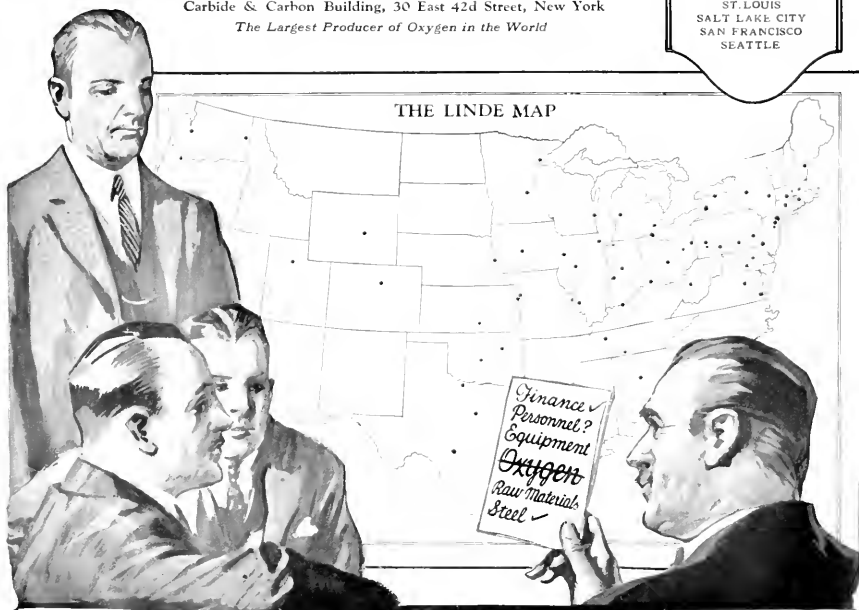 Carbide & Carbon Building, 30 East 42d Street, New York
The Largest Producer of Oxygen in the World
ST. LOUIS
SALT LAKE CITY
SAN FRANCISCO
SEATTLE
THE LINDE MAP
Finance ✓
Personnel?
Equipment
Oxygen
Raw Materials
Steel ✓